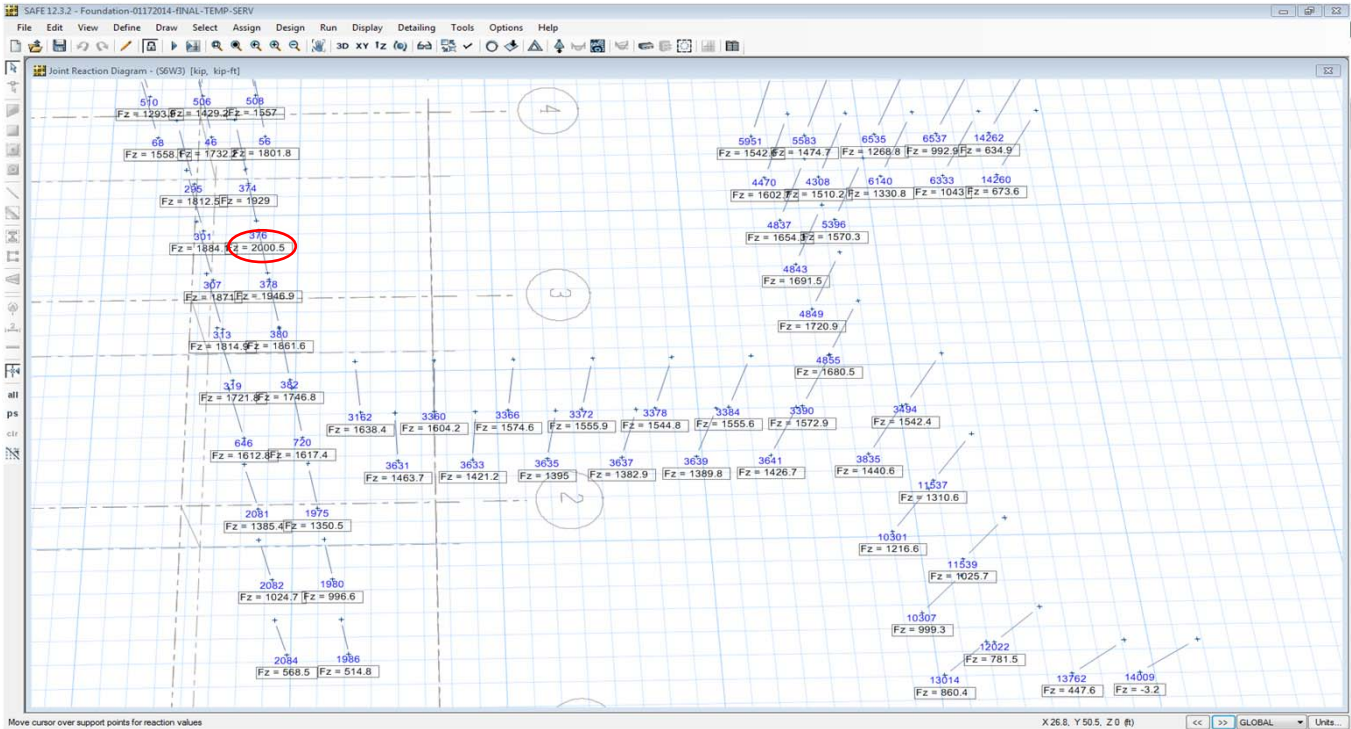 SAFE 12.3.2 - Foundation-01172014-fINAL-TEMP-SERV
File Edit View Define Draw Select Assign Design Run Display Detailing Tools Options Help
3D XY
Joint Reaction Diagram - (S6W3) [kip, kip-ft]
510 506 508
Fz = 1429.2 Fz = 1557
4
68 46 56
Fz = 1558. Fz = 1732.2 Fz = 1801.8
5951 5583 6535 6537 14262
Fz = 1542.6 Fz = 1474.7 Fz = 1268.8 Fz = 992.9 Fz = 634.9
295 374
Fz = 1812.5 Fz = 1929
4470 4308 6140 6333 14260
Fz = 1602. Fz = 1510.2 Fz = 1330.8 Fz = 1043 Fz = 673.6
301 376
Fz = 1884. Fz = 2000.5
4837 5396
Fz = 1654.3 Fz = 1570.3
307 378
Fz = 1871 Fz = 1946.9
3
4843
Fz = 1691.5
313 380
Fz = 1814.9 Fz = 1861.6
4849
Fz = 1720.9
319 382
Fz = 1721.8 Fz = 1746.8
4855
Fz = 1680.5
3162 3360 3366 3372 3378 3384 3390 3494
Fz = 1638.4 Fz = 1604.2 Fz = 1574.6 Fz = 1555.9 Fz = 1544.8 Fz = 1555.6 Fz = 1572.9 Fz = 1542.4
646 720
Fz = 1612.8 Fz = 1617.4
3631 3633 3635 3637 3639 3641 3835
Fz = 1463.7 Fz = 1421.2 Fz = 1395 Fz = 1382.9 Fz = 1389.8 Fz = 1426.7 Fz = 1440.6
2
11537
Fz = 1310.6
2081 1975
Fz = 1385.4 Fz = 1350.5
10301
Fz = 1216.6
11539
Fz = 1025.7
2082 1980
Fz = 1024.7 Fz = 996.6
10307
Fz = 999.3
12022
Fz = 781.5
2084 1986
Fz = 568.5 Fz = 514.8
13014 13762 14009
Fz = 860.4 Fz = 447.6 Fz = -3.2
all
ps
clr
Move cursor over support points for reaction values
X 26.8, Y 50.5, Z 0 (ft)
<< >> GLOBAL Units...